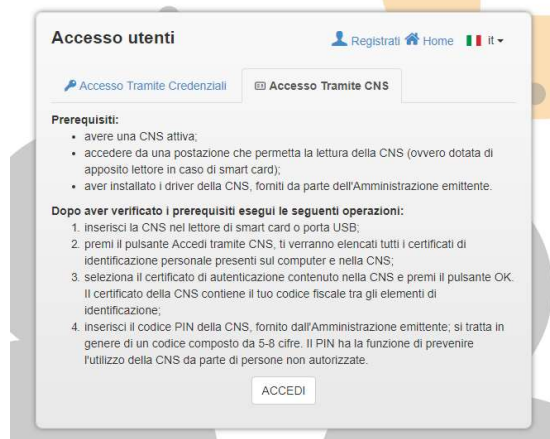 Accesso utenti
Registrati Home it
Accesso Tramite Credenziali
Accesso Tramite CNS
Prerequisiti:
• avere una CNS attiva;
• accedere da una postazione che permetta la lettura della CNS (ovvero dotata di
apposito lettore in caso di smart card);
• aver installato i driver della CNS, forniti da parte dell'Amministrazione emittente.
Dopo aver verificato i prerequisiti esegui le seguenti operazioni:
1. inserisci la CNS nel lettore di smart card o porta USB;
2. premi il pulsante Accedi tramite CNS, ti verranno elencati tutti i certificati di
identificazione personale presenti sul computer e nella CNS;
3. seleziona il certificato di autenticazione contenuto nella CNS e premi il pulsante OK.
Il certificato della CNS contiene il tuo codice fiscale tra gli elementi di
identificazione;
4. inserisci il codice PIN della CNS, fornito dall'Amministrazione emittente; si tratta in
genere di un codice composto da 5-8 cifre. Il PIN ha la funzione di prevenire
l'utilizzo della CNS da parte di persone non autorizzate.
ACCEDI